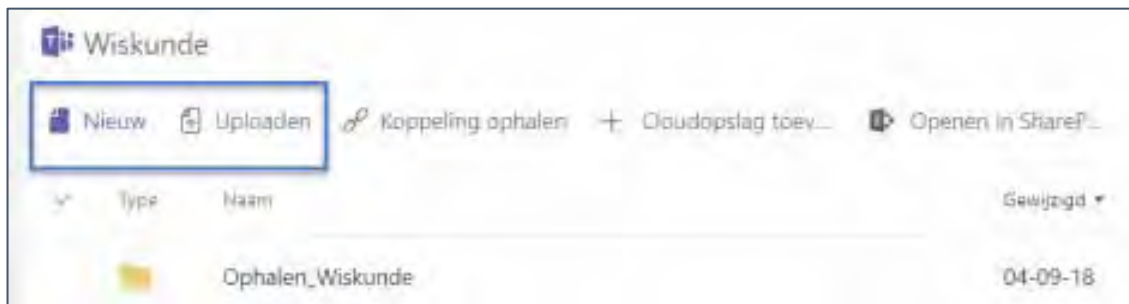 Wiskunde
Nieuw Uploaden Koppeling ophalen + Cloudopslag toev... Openen in ShareP...
Type Naam Gewijzigd
Ophalen_Wiskunde 04-09-18